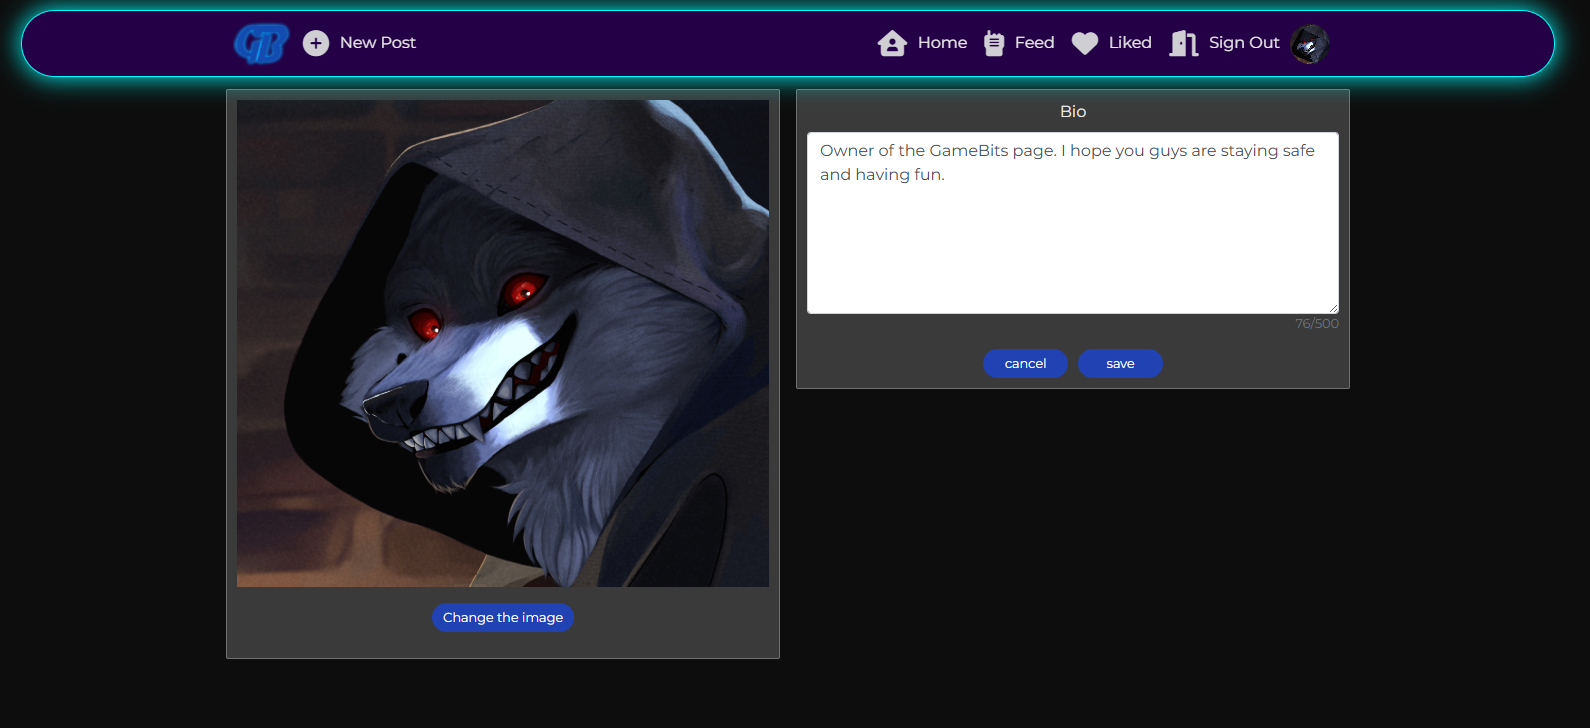 GB
New Post
Home
Feed
Liked
Sign Out
Bio
Owner of the GameBits page. I hope you guys are staying safe
and having fun.
76/500
cancel
save
Change the image